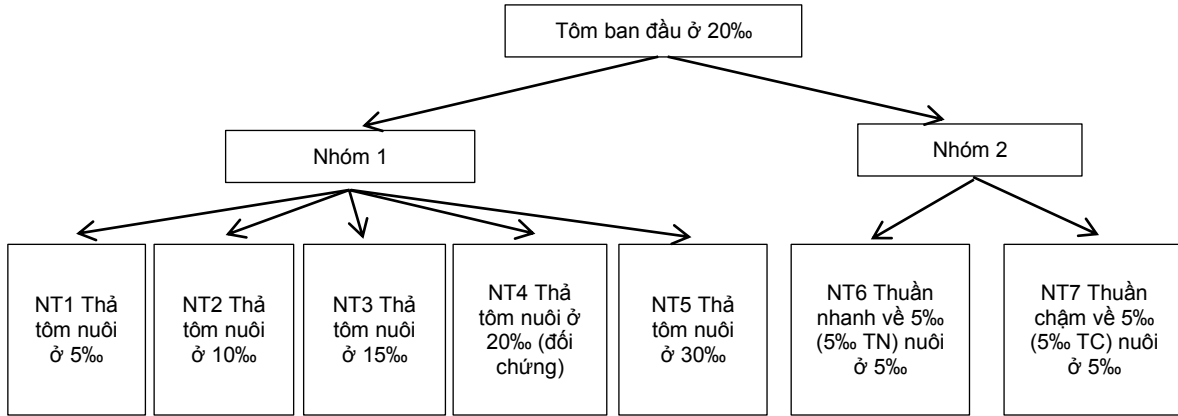 Tôm ban đầu ở 20‰
Nhóm 1
Nhóm 2
NT1 Thả
tôm nuôi
ở 5‰
NT2 Thả
tôm nuôi
ở 10‰
NT3 Thả
tôm nuôi
ở 15‰
NT4 Thả
tôm nuôi ở
20‰ (đối
chứng)
NT5 Thả
tôm nuôi
ở 30‰
NT6 Thuần
nhanh về 5‰
(5‰ TN) nuôi
ở 5‰
NT7 Thuần
chậm về 5‰
(5‰ TC) nuôi
ở 5‰